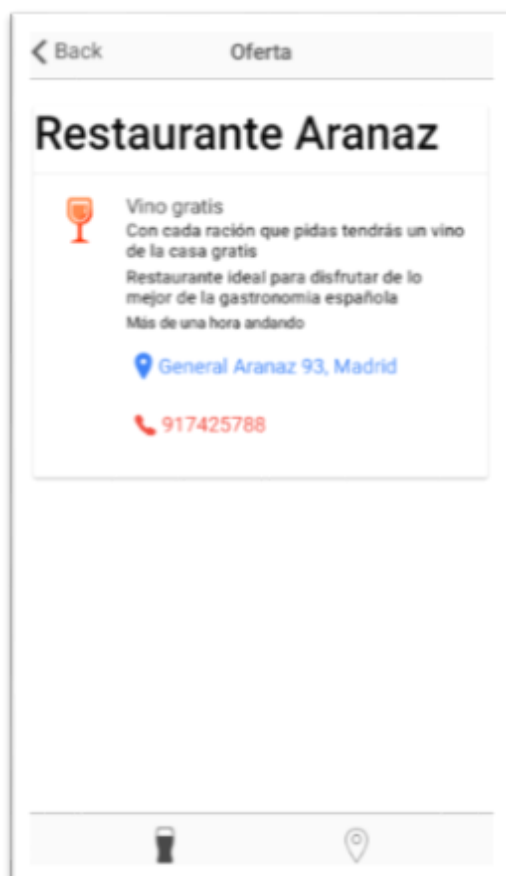 Back
Oferta
Restaurante Aranaz
Vino gratis
Con cada ración que pidas tendrás un vino
de la casa gratis
Restaurante ideal para disfrutar de lo
mejor de la gastronomia española
Más de una hora andando
General Aranaz 93, Madrid
917425788